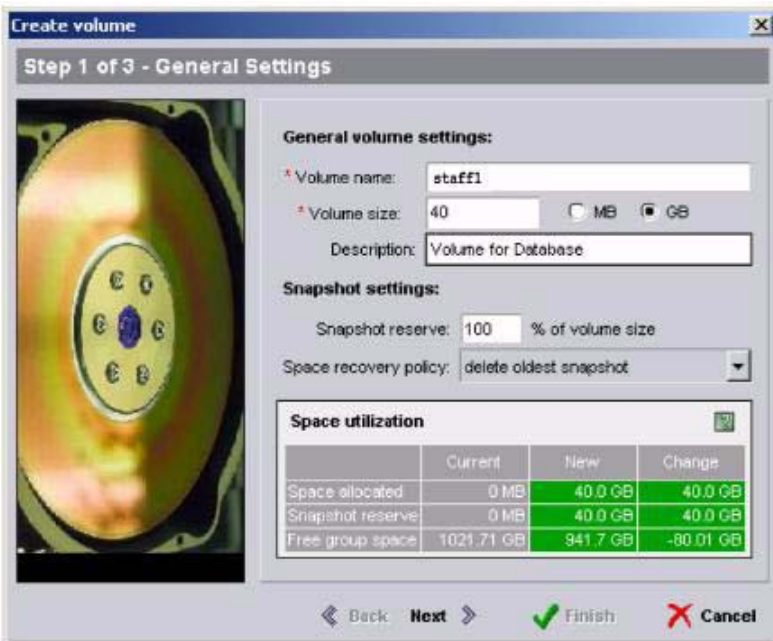 Create volume
Step 1 of 3 - General Settings
General volume settings:
* Volume name: staff1
* Volume size: 40 MB GB
Description: Volume for Database
Snapshot settings:
Snapshot reserve: 100 % of volume size
Space recovery policy: delete oldest snapshot
Space utilization
Current New Change
Space allocated 0 MB 40.0 GB 40.0 GB
Snapshot reserve 0 MB 40.0 GB 40.0 GB
Free group space 1021.71 GB 941.7 GB -80.01 GB
Back Next Finish Cancel